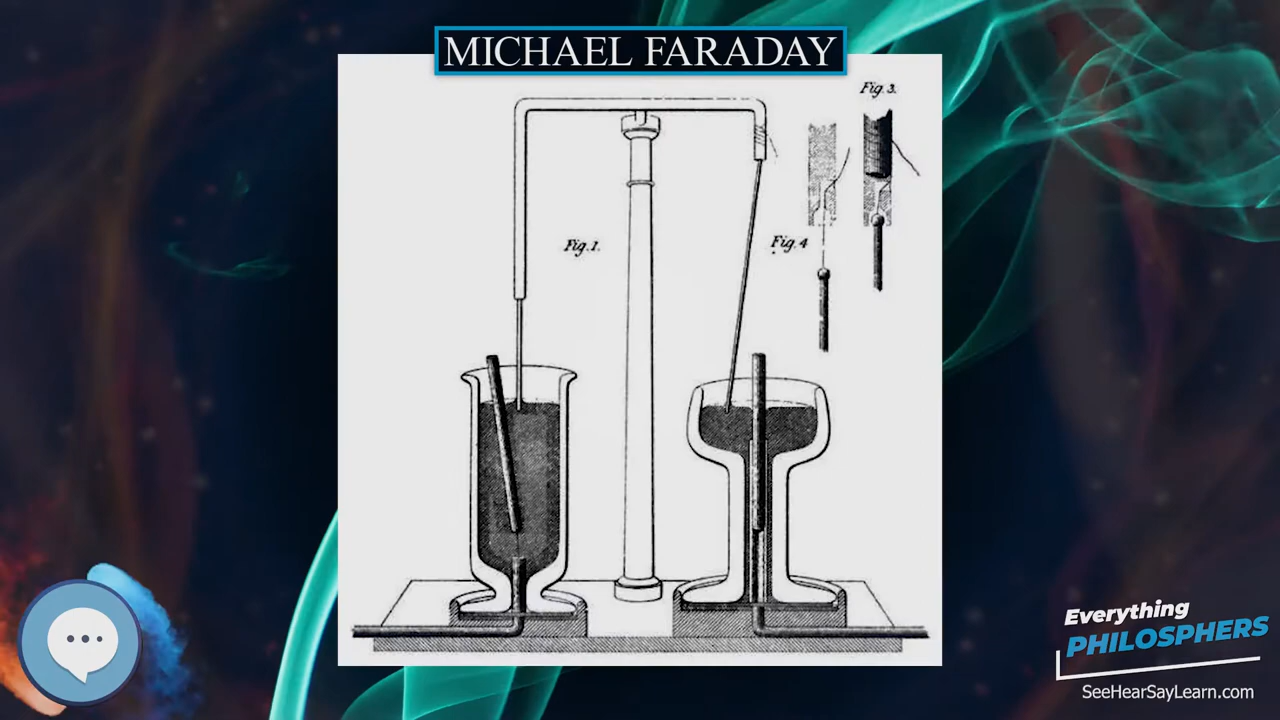 MICHAEL FARADAY
Fig. 3.
Fig. 1.
Fig. 4
Everything
PHILOSPHERS
SeeHearSayLearn.com